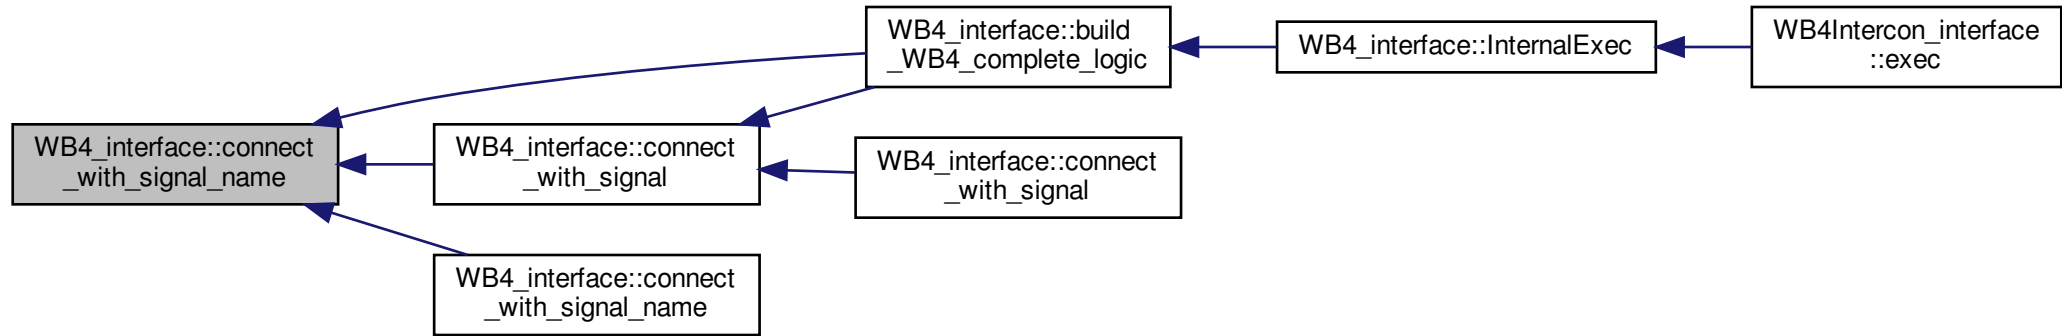 WB4_interface::connect
_with_signal_name
WB4_interface::build
_WB4_complete_logic
WB4_interface::InternalExec
WB4Intercon_interface
::exec
WB4_interface::connect
_with_signal
WB4_interface::connect
_with_signal
WB4_interface::connect
_with_signal_name